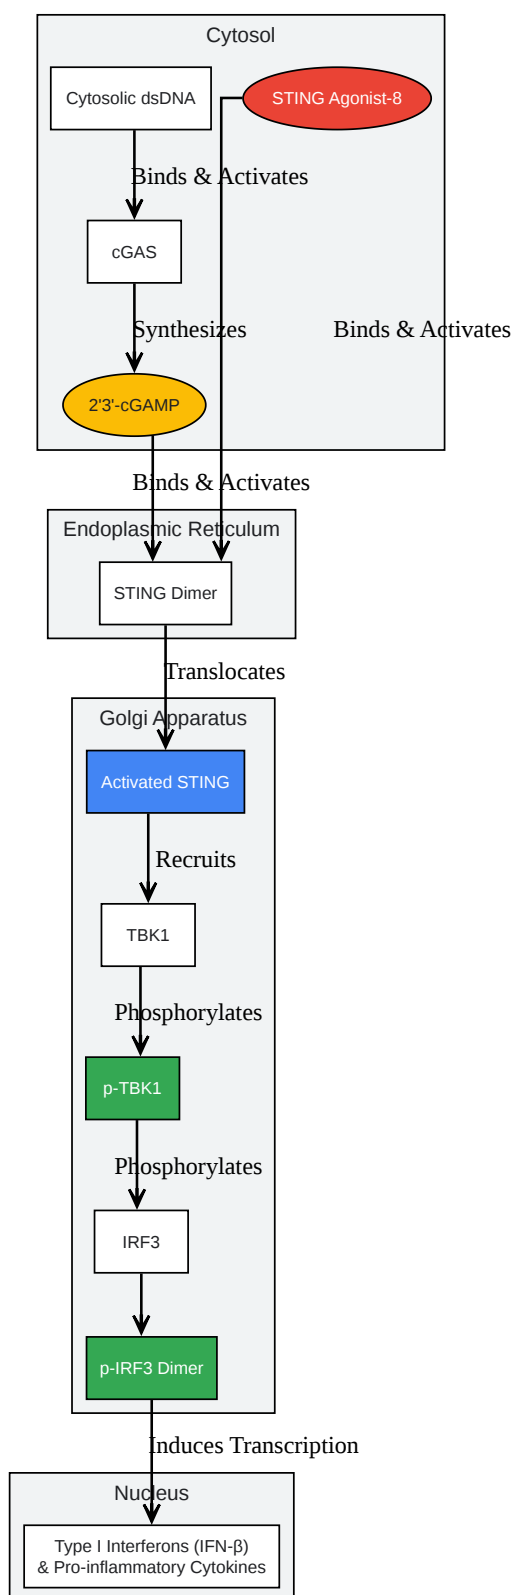 Cytosol
Cytosolic dsDNA
STING Agonist-8
Binds & Activates
cGAS
Synthesizes
Binds & Activates
2'3'-cGAMP
Binds & Activates
Endoplasmic Reticulum
STING Dimer
Translocates
Golgi Apparatus
Activated STING
Recruits
TBK1
Phosphorylates
p-TBK1
Phosphorylates
IRF3
p-IRF3 Dimer
Induces Transcription
Nucleus
Type I Interferons (IFN-β)
& Pro-inflammatory Cytokines